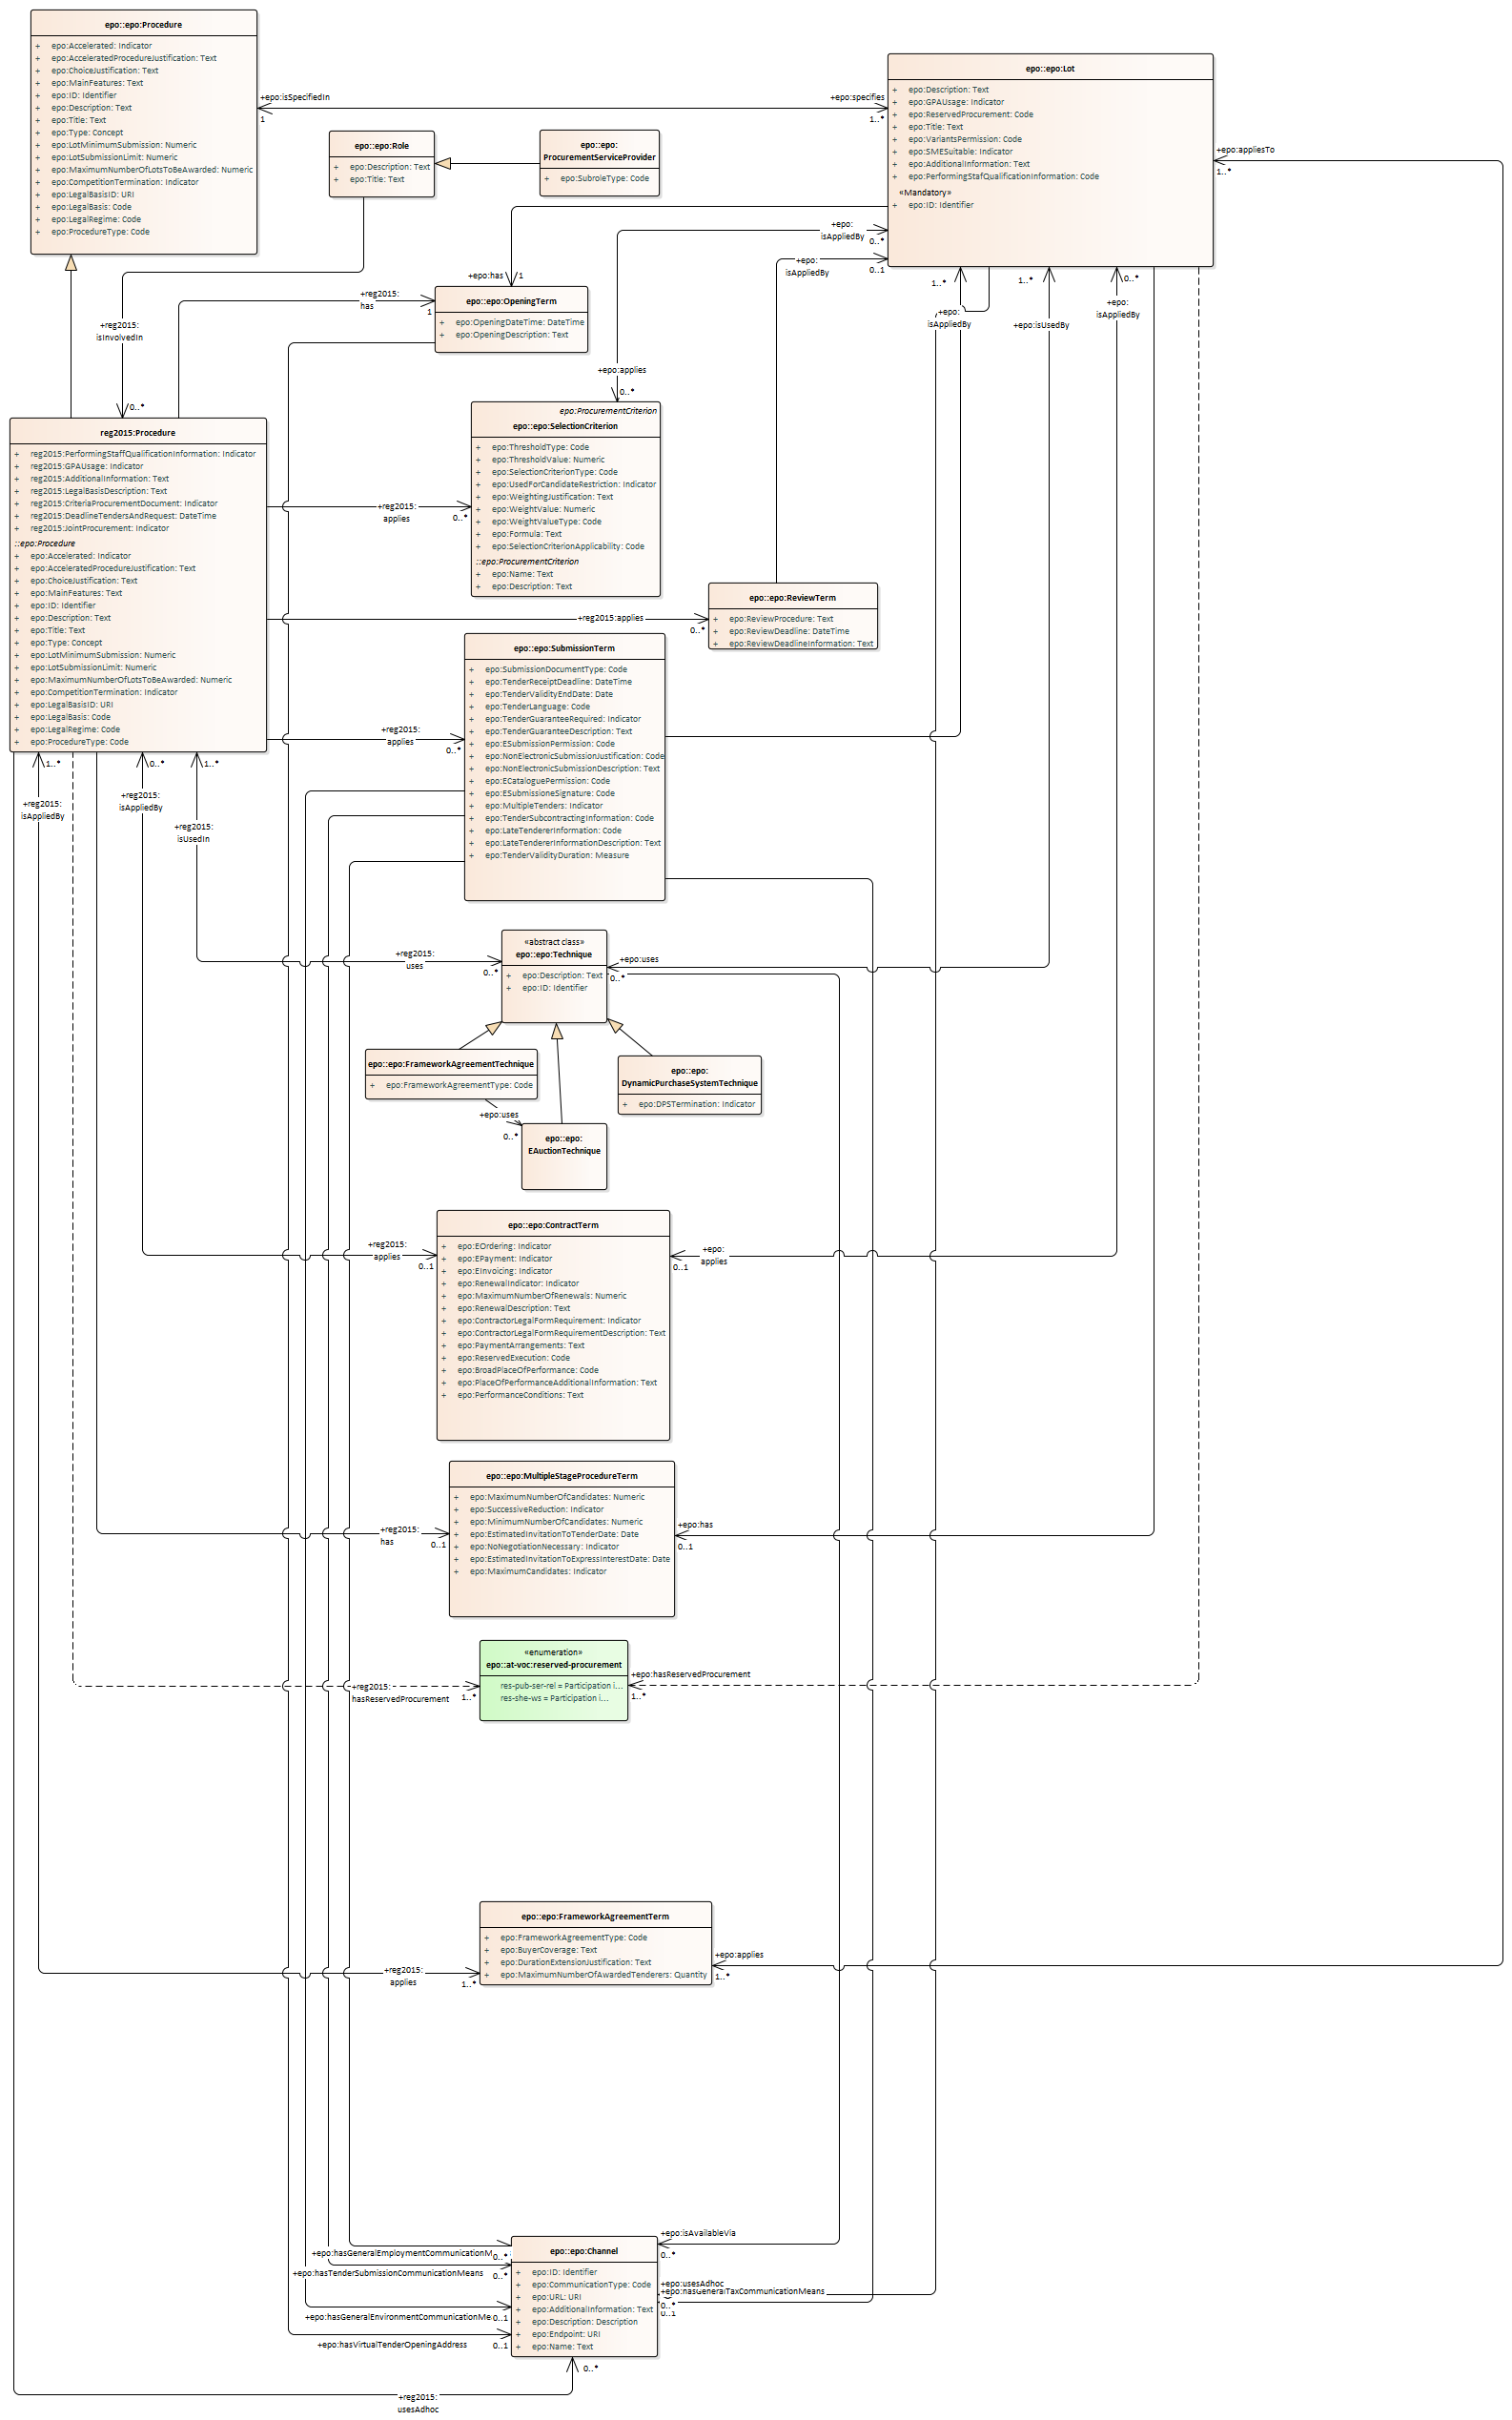 epo::epo:Procedure
+ epo:Accelerated: Indicator
+ epo:AcceleratedProcedureJustification: Text
+ epo:ChoiceJustification: Text
+ epo:MainFeatures: Text
+ epo:ID: Identifier
+ epo:Description: Text
+ epo:Title: Text
+ epo:Type: Concept
+ epo:LotMinimumSubmission: Numeric
+ epo:LotSubmissionLimit: Numeric
+ epo:MaximumNumberOfLotsToBeAwarded: Numeric
+ epo:CompetitionTermination: Indicator
+ epo:LegalBasisID: URI
+ epo:LegalBasis: Code
+ epo:LegalRegime: Code
+ epo:ProcedureType: Code
+epo:isSpecifiedIn
1
+epo:specifies
1..*
epo::epo:Lot
+ epo:Description: Text
+ epo:GPAUsage: Indicator
+ epo:ReservedProcurement: Code
+ epo:Title: Text
+ epo:VariantsPermission: Code
+ epo:SMESuitable: Indicator
+ epo:AdditionalInformation: Text
+ epo:PerformingStafQualificationInformation: Code
«Mandatory»
+ epo:ID: Identifier
+epo:appliesTo
1..*
epo::epo:Role
+ epo:Description: Text
+ epo:Title: Text
epo::epo:
ProcurementServiceProvider
+ epo:SubroleType: Code
+epo:
isAppliedBy
0..*
+epo:
isAppliedBy
0..1
+epo:has
1
+reg2015:
has
1
+reg2015:
isInvolvedIn
0..*
epo::epo:OpeningTerm
+ epo:OpeningDateTime: DateTime
+ epo:OpeningDescription: Text
1..*
+epo:
isAppliedBy
1..*
+epo:isUsedBy
0..*
+epo:
isAppliedBy
+epo:applies
0..*
epo:ProcurementCriterion
epo::epo:SelectionCriterion
+ epo:ThresholdType: Code
+ epo:ThresholdValue: Numeric
+ epo:SelectionCriterionType: Code
+ epo:UsedForCandidateRestriction: Indicator
+ epo:WeightingJustification: Text
+ epo:WeightValue: Numeric
+ epo:WeightValueType: Code
+ epo:Formula: Text
+ epo:SelectionCriterionApplicability: Code
::epo:ProcurementCriterion
+ epo:Name: Text
+ epo:Description: Text
reg2015:Procedure
+ reg2015:PerformingStaffQualificationInformation: Indicator
+ reg2015:GPAUsage: Indicator
+ reg2015:AdditionalInformation: Text
+ reg2015:LegalBasisDescription: Text
+ reg2015:CriteriaProcurementDocument: Indicator
+ reg2015:DeadlineTendersAndRequest: DateTime
+ reg2015:JointProcurement: Indicator
::epo:Procedure
+ epo:Accelerated: Indicator
+ epo:AcceleratedProcedureJustification: Text
+ epo:ChoiceJustification: Text
+ epo:MainFeatures: Text
+ epo:ID: Identifier
+ epo:Description: Text
+ epo:Title: Text
+ epo:Type: Concept
+ epo:LotMinimumSubmission: Numeric
+ epo:LotSubmissionLimit: Numeric
+ epo:MaximumNumberOfLotsToBeAwarded: Numeric
+ epo:CompetitionTermination: Indicator
+ epo:LegalBasisID: URI
+ epo:LegalBasis: Code
+ epo:LegalRegime: Code
+ epo:ProcedureType: Code
+reg2015:
applies
0..*
+reg2015:applies
0..*
epo::epo:ReviewTerm
+ epo:ReviewProcedure: Text
+ epo:ReviewDeadline: DateTime
+ epo:ReviewDeadlineInformation: Text
+reg2015:
applies
0..*
epo::epo:SubmissionTerm
+ epo:SubmissionDocumentType: Code
+ epo:TenderReceiptDeadline: DateTime
+ epo:TenderValidityEndDate: Date
+ epo:TenderLanguage: Code
+ epo:TenderGuaranteeRequired: Indicator
+ epo:TenderGuaranteeDescription: Text
+ epo:ESubmissionPermission: Code
+ epo:NonElectronicSubmissionJustification: Code
+ epo:NonElectronicSubmissionDescription: Text
+ epo:ECataloguePermission: Code
+ epo:ESubmissioneSignature: Code
+ epo:MultipleTenders: Indicator
+ epo:TenderSubcontractingInformation: Code
+ epo:LateTendererInformation: Code
+ epo:LateTendererInformationDescription: Text
+ epo:TenderValidityDuration: Measure
1..*
+reg2015:
isAppliedBy
0..*
+reg2015:
isAppliedBy
1..*
+reg2015:
isUsedIn
+reg2015:
uses
0..*
«abstract class»
epo::epo:Technique
+ epo:Description: Text
+ epo:ID: Identifier
+epo:uses
0..*
epo::epo:FrameworkAgreementTechnique
+ epo:FrameworkAgreementType: Code
epo::epo:
DynamicPurchaseSystemTechnique
+ epo:DPSTermination: Indicator
+epo:uses
0..*
epo::epo:
EAuctionTechnique
+reg2015:
applies
0..1
epo::epo:ContractTerm
+ epo:EOrdering: Indicator
+ epo:EPayment: Indicator
+ epo:EInvoicing: Indicator
+ epo:RenewalIndicator: Indicator
+ epo:MaximumNumberOfRenewals: Numeric
+ epo:RenewalDescription: Text
+ epo:ContractorLegalFormRequirement: Indicator
+ epo:ContractorLegalFormRequirementDescription: Text
+ epo:PaymentArrangements: Text
+ epo:ReservedExecution: Code
+ epo:BroadPlaceOfPerformance: Code
+ epo:PlaceOfPerformanceAdditionalInformation: Text
+ epo:PerformanceConditions: Text
+epo:
applies
0..1
epo::epo:MultipleStageProcedureTerm
+ epo:MaximumNumberOfCandidates: Numeric
+ epo:SuccessiveReduction: Indicator
+ epo:MinimumNumberOfCandidates: Numeric
+ epo:EstimatedInvitationToTenderDate: Date
+ epo:NoNegotiationNecessary: Indicator
+ epo:EstimatedInvitationToExpressInterestDate: Date
+ epo:MaximumCandidates: Indicator
+reg2015:
has
0..1
+epo:has
0..1
«enumeration»
epo::at-voc:reserved-procurement
res-pub-ser-rel = Participation i...
res-she-ws = Participation i...
+reg2015:
hasReservedProcurement
1..*
+epo:hasReservedProcurement
1..*
epo::epo:FrameworkAgreementTerm
+ epo:FrameworkAgreementType: Code
+ epo:BuyerCoverage: Text
+ epo:DurationExtensionJustification: Text
+ epo:MaximumNumberOfAwardedTenderers: Quantity
+reg2015:
applies
1..*
+epo:applies
1..*
epo::epo:Channel
+ epo:ID: Identifier
+ epo:CommunicationType: Code
+ epo:URL: URI
+ epo:AdditionalInformation: Text
+ epo:Description: Description
+ epo:Endpoint: URI
+ epo:Name: Text
+epo:hasGeneralEmploymentCommunicationM
0..*
+epo:hasTenderSubmissionCommunicationMeans
0..*
+epo:hasGeneralEnvironmentCommunicationMe
0..1
+epo:hasVirtualTenderOpeningAddress
0..1
+epo:isAvailableVia
0..*
+epo:usesAdhoc
+epo:hasGeneralTaxCommunicationMeans
0..*
0..1
0..*
+reg2015:
usesAdhoc